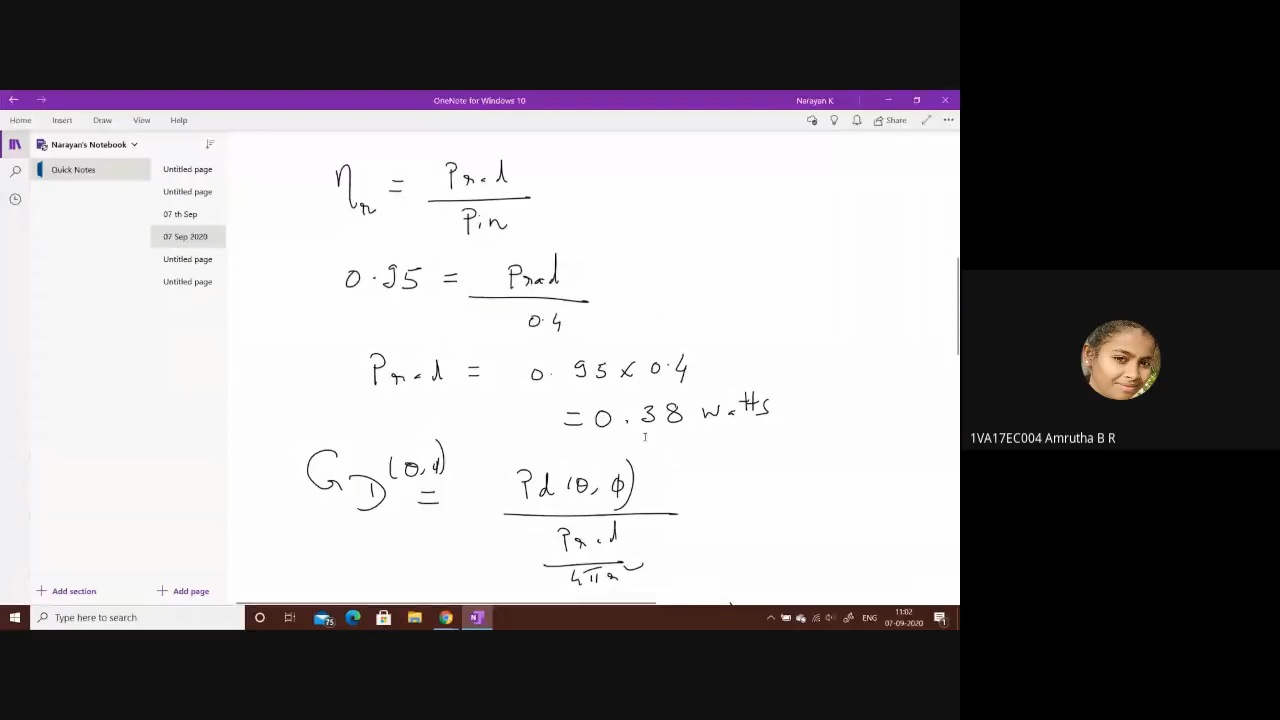 OneNote for Windows 10
Narayan K
Home Insert Draw View Help
Share
Narayan's Notebook
Quick Notes
Untitled page
Untitled page
07 th Sep
07 Sep 2020
Untitled page
Untitled page
ηr = Prad / Pin
0.95 = Prad / 0.4
Prad = 0.95 x 0.4
= 0.38 watts
GD(θ,ϕ) = Pd(θ, ϕ) / (Prad / 4πr²)
1VA17EC004 Amrutha B R
+ Add section
+ Add page
Type here to search
75
ENG
11:02
07-09-2020
1